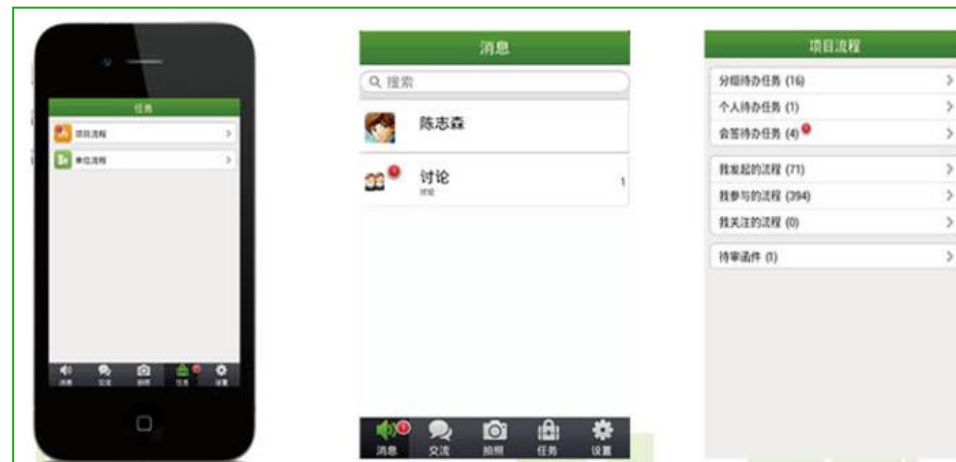 任务
项目流程
单位流程
消息
交流
拍照
任务
设置
消息
搜索
陈志森
讨论
讨论
1
消息
交流
拍照
任务
设置
项目流程
分组待办任务 (16)
个人待办任务 (1)
会签待办任务 (4)
我发起的流程 (71)
我参与的流程 (394)
我关注的流程 (0)
待审函件 (1)